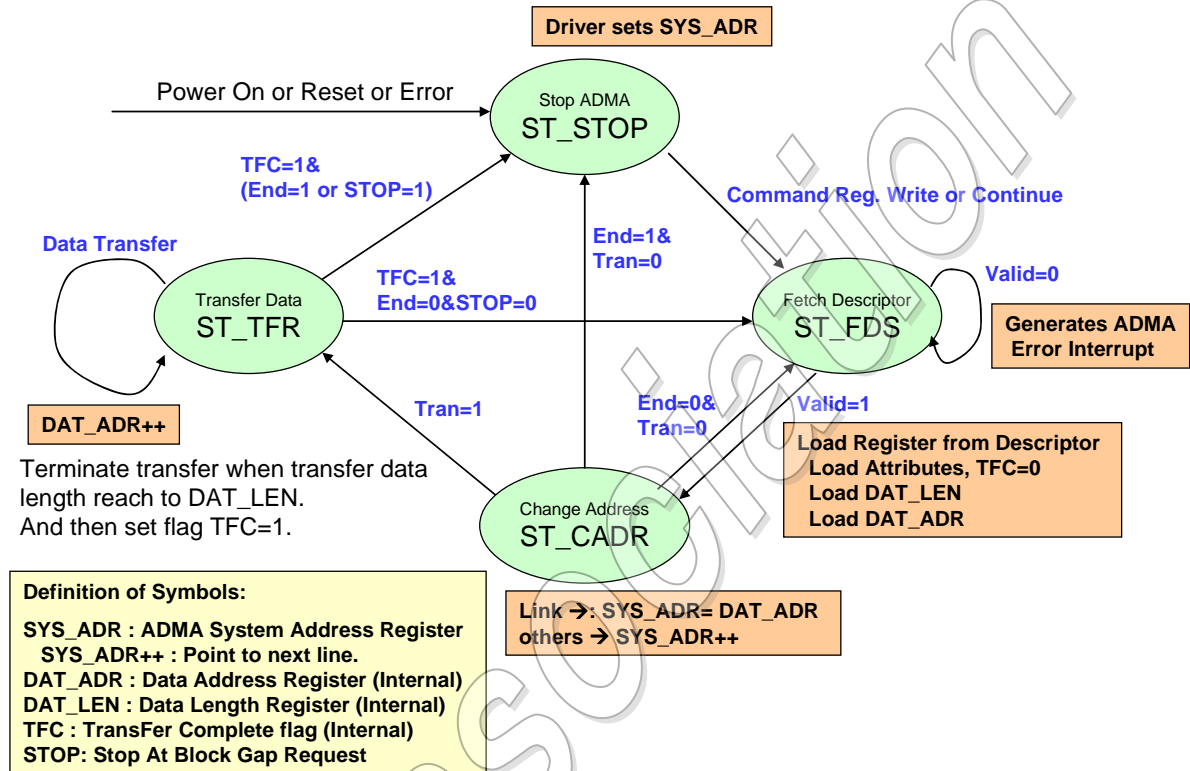 Driver sets SYS_ADR
Power On or Reset or Error
Stop ADMA
ST_STOP
TFC=1&
(End=1 or STOP=1)
Command Reg. Write or Continue
Data Transfer
End=1&
Tran=0
TFC=1&
End=0&STOP=0
Valid=0
Transfer Data
ST_TFR
Fetch Descriptor
ST_FDS
Generates ADMA
Error Interrupt
DAT_ADR++
Tran=1
End=0&
Tran=0
Valid=1
Terminate transfer when transfer data
length reach to DAT_LEN.
And then set flag TFC=1.
Load Register from Descriptor
Load Attributes, TFC=0
Load DAT_LEN
Load DAT_ADR
Change Address
ST_CADR
Link →: SYS_ADR= DAT_ADR
others → SYS_ADR++
Definition of Symbols:
SYS_ADR : ADMA System Address Register
SYS_ADR++ : Point to next line.
DAT_ADR : Data Address Register (Internal)
DAT_LEN : Data Length Register (Internal)
TFC : TransFer Complete flag (Internal)
STOP: Stop At Block Gap Request
ssociation